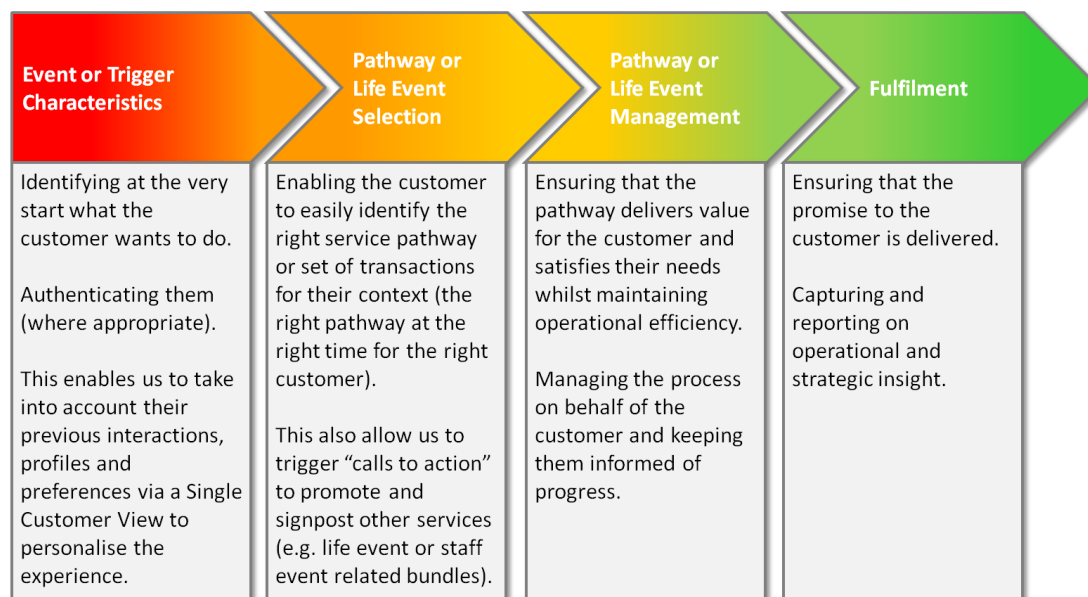 Event or Trigger
Characteristics
Pathway or
Life Event
Selection
Pathway or
Life Event
Management
Fulfilment
Identifying at the very
start what the
customer wants to do.
Authenticating them
(where appropriate).
This enables us to take
into account their
previous interactions,
profiles and
preferences via a Single
Customer View to
personalise the
experience.
Enabling the customer
to easily identify the
right service pathway
or set of transactions
for their context (the
right pathway at the
right time for the right
customer).
This also allow us to
trigger “calls to action”
to promote and
signpost other services
(e.g. life event or staff
event related bundles).
Ensuring that the
pathway delivers value
for the customer and
satisfies their needs
whilst maintaining
operational efficiency.
Managing the process
on behalf of the
customer and keeping
them informed of
progress.
Ensuring that the
promise to the
customer is delivered.
Capturing and
reporting on
operational and
strategic insight.